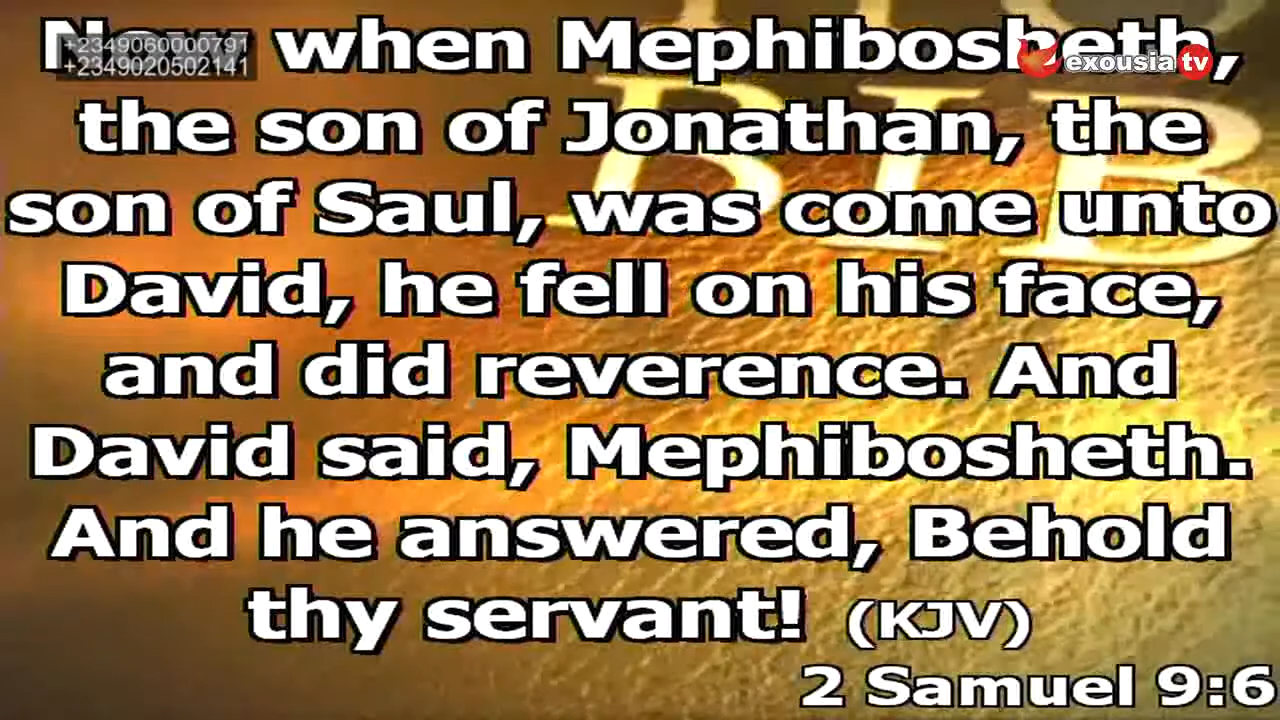 +2349060000791
+2349020502141
Now when Mephibosheth,
exousia tv
the son of Jonathan, the
son of Saul, was come unto
David, he fell on his face,
and did reverence. And
David said, Mephibosheth.
And he answered, Behold
thy servant! (KJV)
2 Samuel 9:6